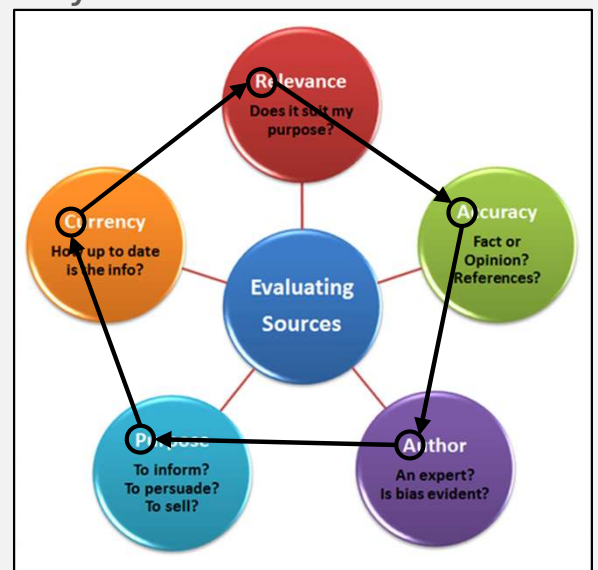 Relevance
Does it suit my
purpose?
Accuracy
Fact or
Opinion?
References?
Author
An expert?
Is bias evident?
Purpose
To inform?
To persuade?
To sell?
Currency
How up to date
is the info?
Evaluating
Sources